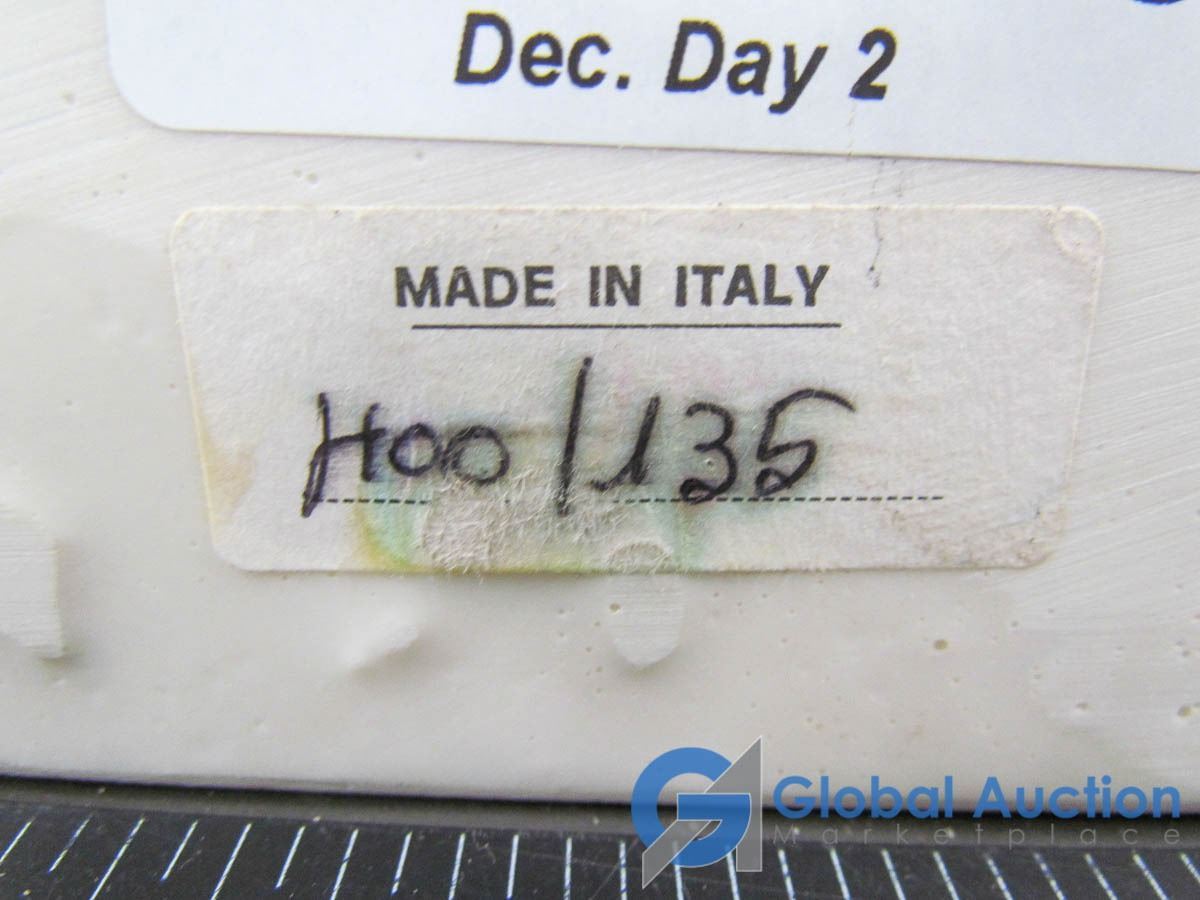 Dec. Day 2
MADE IN ITALY
H00/135
Global Auction
Marketplace